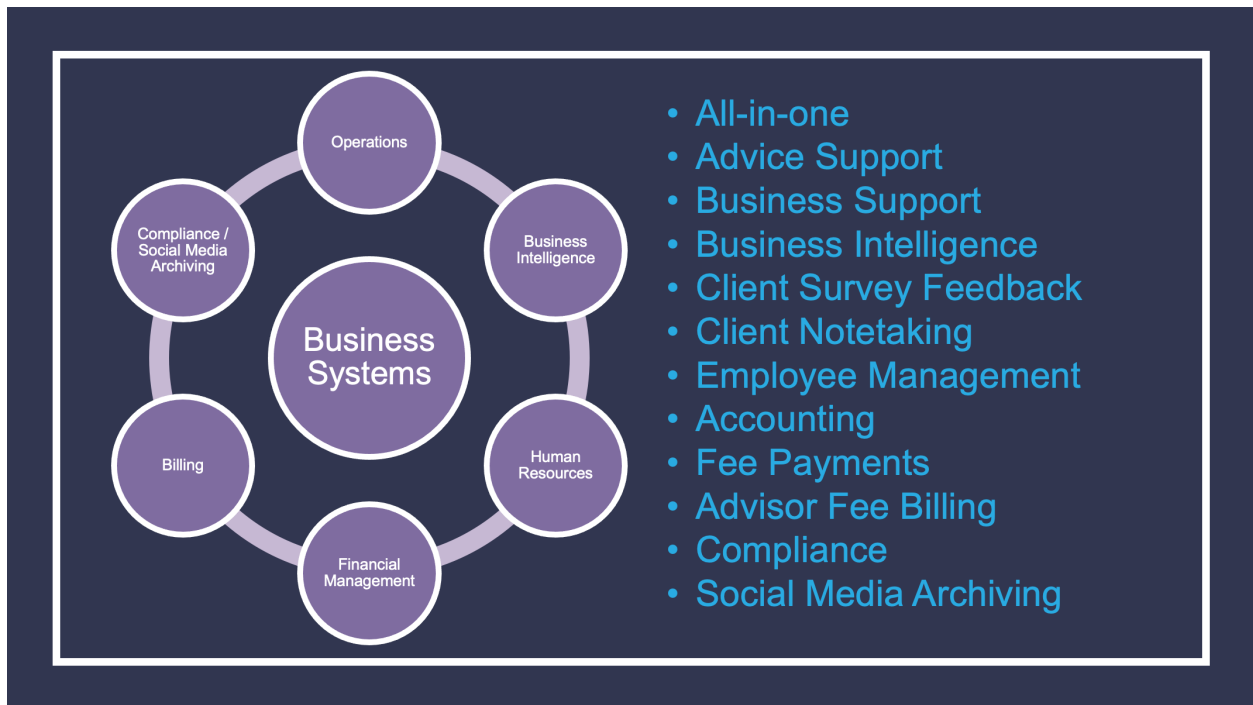 Operations
Business
Intelligence
Human
Resources
Financial
Management
Billing
Compliance /
Social Media
Archiving
Business
Systems
• All-in-one
• Advice Support
• Business Support
• Business Intelligence
• Client Survey Feedback
• Client Notetaking
• Employee Management
• Accounting
• Fee Payments
• Advisor Fee Billing
• Compliance
• Social Media Archiving